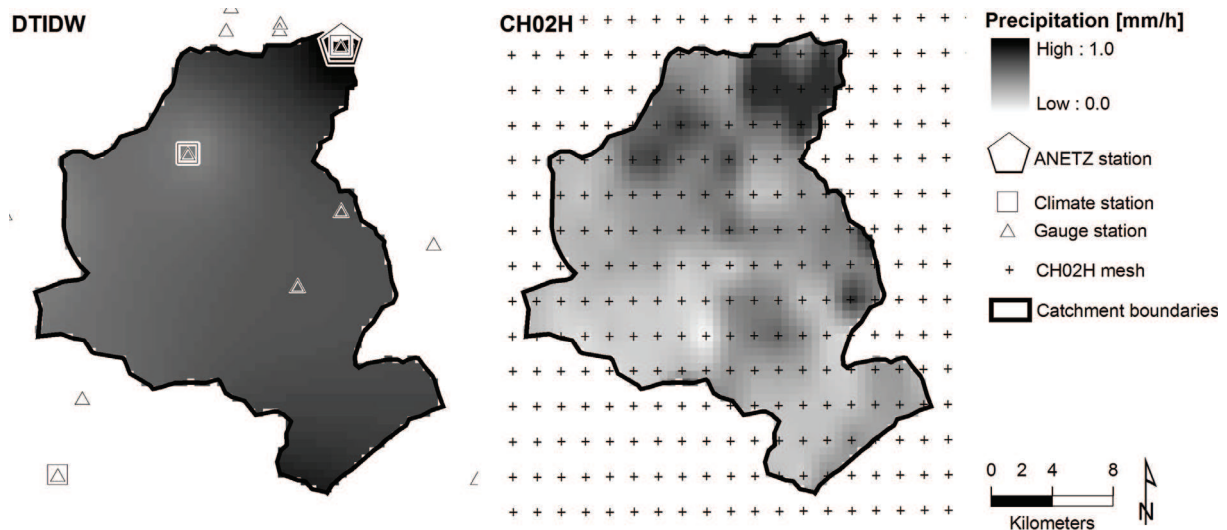 DTIDW
CH02H
Precipitation [mm/h]
High : 1.0
Low : 0.0
ANETZ station
Climate station
Gauge station
CH02H mesh
Catchment boundaries
0 2 4 8
Kilometers
N